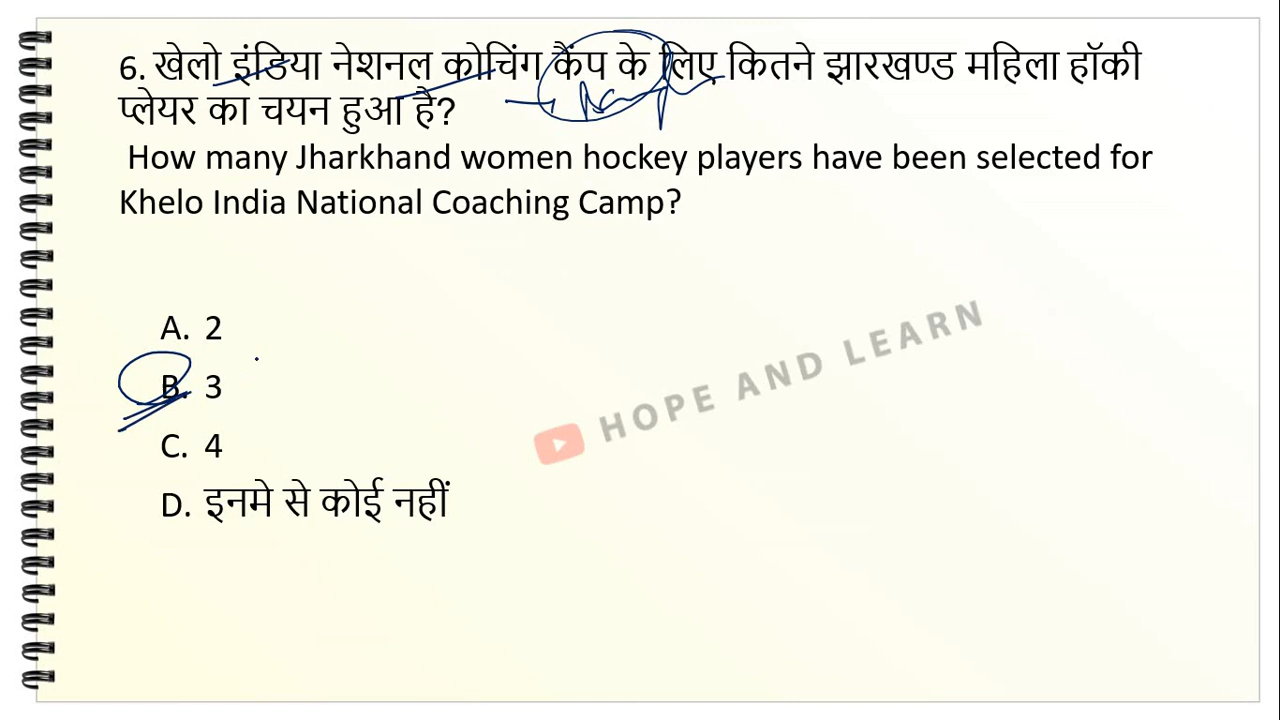 6. खेलो इंडिया नेशनल कोचिंग कैंप के लिए कितने झारखण्ड महिला हॉकी
प्लेयर का चयन हुआ है?
How many Jharkhand women hockey players have been selected for
Khelo India National Coaching Camp?
A. 2
B. 3
C. 4
D. इनमे से कोई नहीं
HOPE AND LEARN